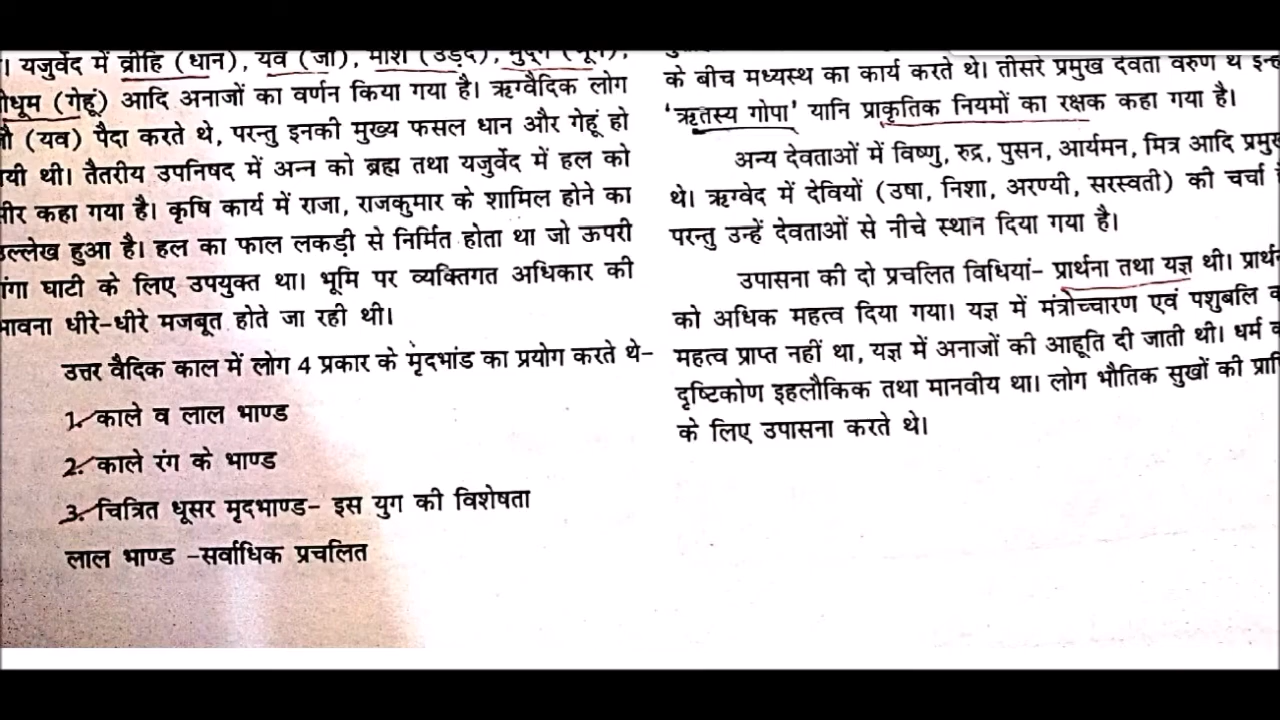 । यजुर्वेद में व्रीहि (धान), यव (जौ), माश (उड़द), मुद्ग (मूंग),
(गेहूं) आदि अनाजों का वर्णन किया गया है। ऋग्वैदिक लोग
(यव) पैदा करते थे, परन्तु इनकी मुख्य फसल धान और गेहूं हो
थी। तैतरीय उपनिषद में अन्न को ब्रह्म तथा यजुर्वेद में हल को
कहा गया है। कृषि कार्य में राजा, राजकुमार के शामिल होने का
हुआ है। हल का फाल लकड़ी से निर्मित होता था जो ऊपरी
घाटी के लिए उपयुक्त था। भूमि पर व्यक्तिगत अधिकार की
धीरे-धीरे मजबूत होते जा रही थी।
उत्तर वैदिक काल में लोग 4 प्रकार के मृदभांड का प्रयोग करते थे-
1. काले व लाल भाण्ड
2. काले रंग के भाण्ड
3. चित्रित धूसर मृदभाण्ड- इस युग की विशेषता
लाल भाण्ड -सर्वाधिक प्रचलित
के बीच मध्यस्थ का कार्य करते थे। तीसरे प्रमुख देवता वरुण थे
'ऋतस्य गोपा' यानि प्राकृतिक नियमों का रक्षक कहा गया है।
अन्य देवताओं में विष्णु, रुद्र, पुसन, आर्यमन, मित्र आदि प्रमुख
थे। ऋग्वेद में देवियों (उषा, निशा, अरण्यी, सरस्वती) की चर्चा
परन्तु उन्हें देवताओं से नीचे स्थान दिया गया है।
उपासना की दो प्रचलित विधियां- प्रार्थना तथा यज्ञ थी।
को अधिक महत्व दिया गया। यज्ञ में मंत्रोच्चारण एवं पशुबलि
महत्व प्राप्त नहीं था, यज्ञ में अनाजों की आहूति दी जाती थी। धर्म
दृष्टिकोण इहलौकिक तथा मानवीय था। लोग भौतिक सुखों की
के लिए उपासना करते थे।